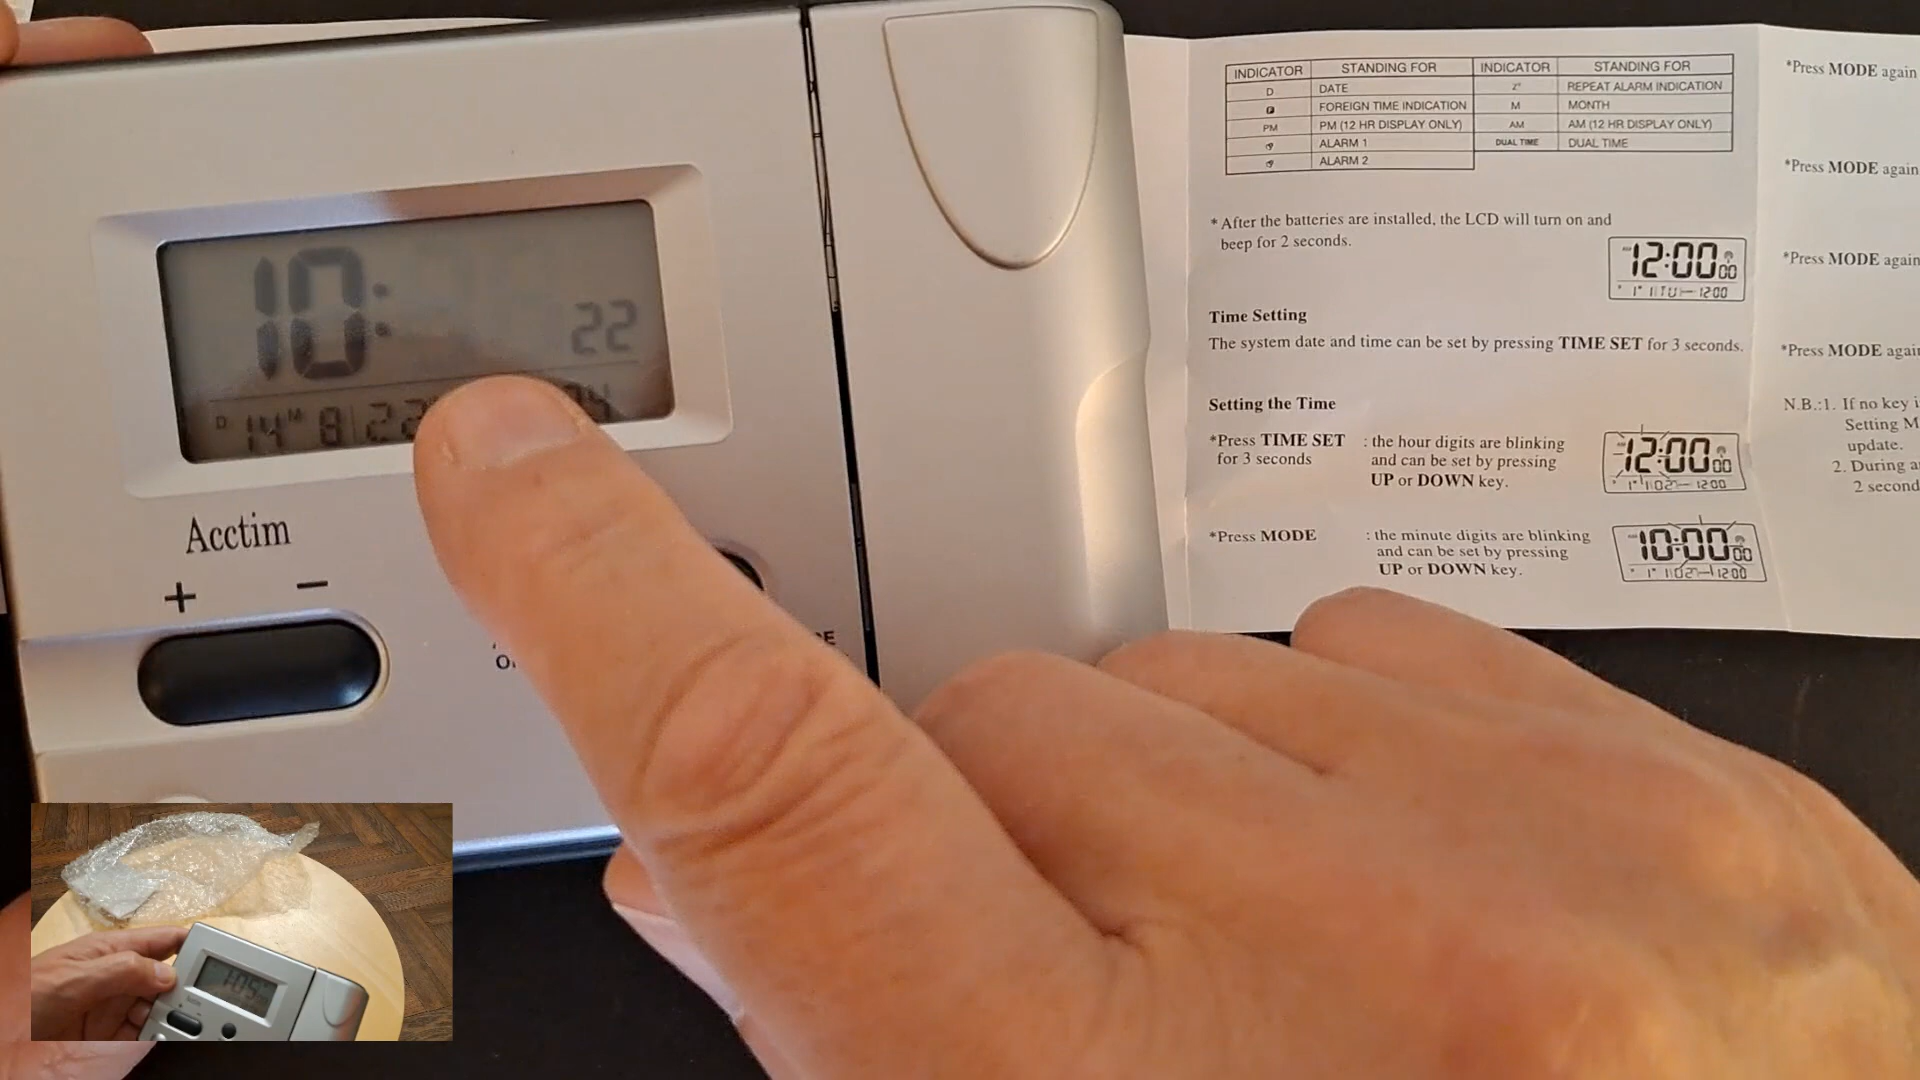 10:
22
D 14 M 8 22
Acctim
+ −
INDICATOR STANDING FOR INDICATOR STANDING FOR
D DATE 2" REPEAT ALARM INDICATION
FOREIGN TIME INDICATION M MONTH
PM PM (12 HR DISPLAY ONLY) AM AM (12 HR DISPLAY ONLY)
ALARM 1 DUAL TIME DUAL TIME
ALARM 2
* After the batteries are installed, the LCD will turn on and
beep for 2 seconds.
12:00 00
Time Setting
The system date and time can be set by pressing TIME SET for 3 seconds.
Setting the Time
*Press TIME SET : the hour digits are blinking
for 3 seconds and can be set by pressing
UP or DOWN key.
12:00 00
*Press MODE : the minute digits are blinking
and can be set by pressing
UP or DOWN key.
10:00 00
*Press MODE again
*Press MODE again
*Press MODE again
*Press MODE again
N.B.:1. If no key
Setting M
update.
2. During
2 second